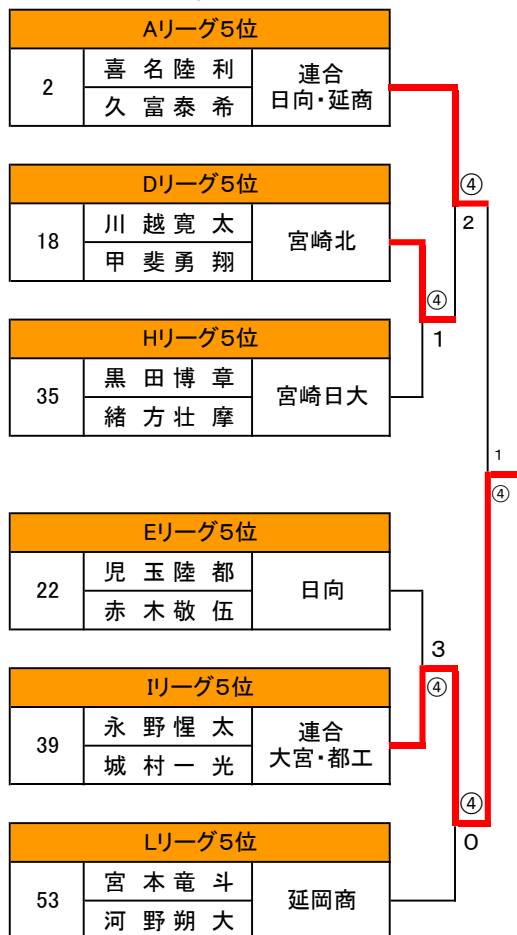 Aリーグ5位
2
喜名陸利
久富泰希
連合
日向・延商
Dリーグ5位
④
18
川越寛太
甲斐勇翔
宮崎北
2
④
Hリーグ5位
1
35
黒田博章
緒方壮摩
宮崎日大
1
④
Eリーグ5位
22
児玉陸都
赤木敬伍
日向
3
Iリーグ5位
④
39
永野惺太
城村一光
連合
大宮・都工
④
Lリーグ5位
0
53
宮本竜斗
河野朔大
延岡商